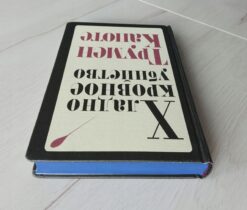 Хладно
кровное
убийство
Трумен
Капоте